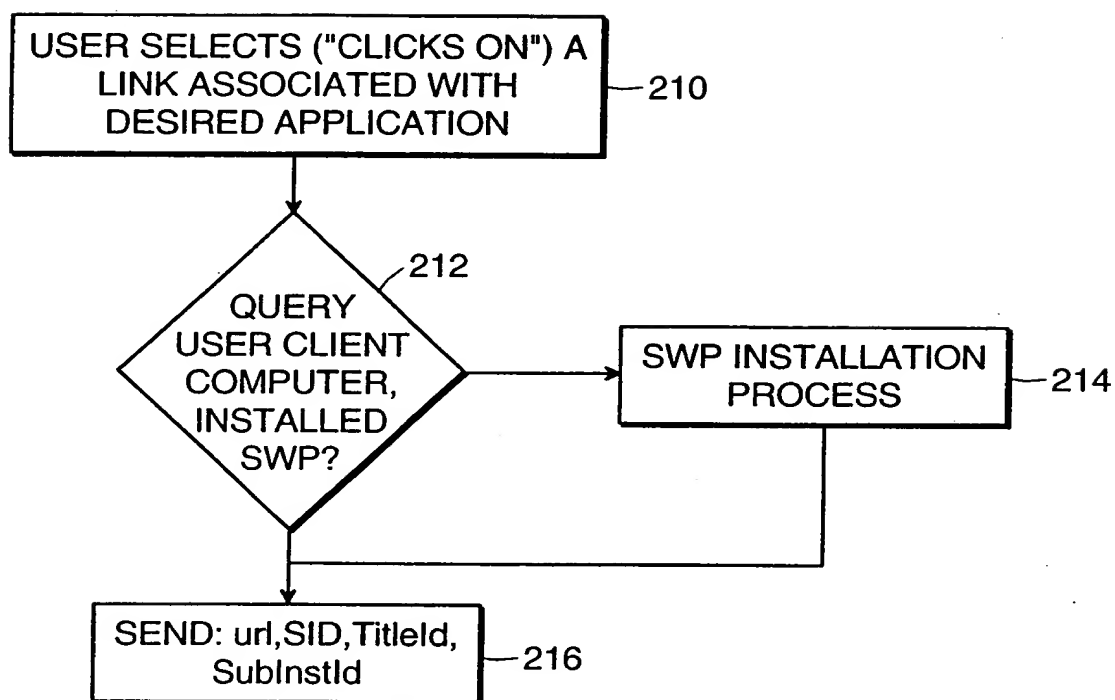 USER SELECTS ("CLICKS ON") A
LINK ASSOCIATED WITH
DESIRED APPLICATION
210
212
QUERY
USER CLIENT
COMPUTER,
INSTALLED
SWP?
SWP INSTALLATION
PROCESS
214
SEND: url,SID,TitleId,
SubInstId
216